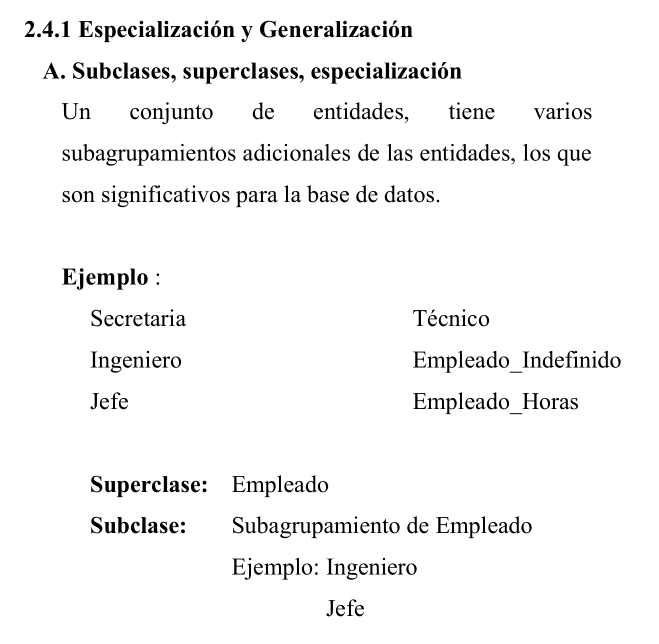 2.4.1 Especialización y Generalización
A. Subclases, superclases, especialización
Un conjunto de entidades, tiene varios
subagrupamientos adicionales de las entidades, los que
son significativos para la base de datos.
Ejemplo :
Secretaria Técnico
Ingeniero Empleado_Indefinido
Jefe Empleado_Horas
Superclase: Empleado
Subclase: Subagrupamiento de Empleado
Ejemplo: Ingeniero
Jefe